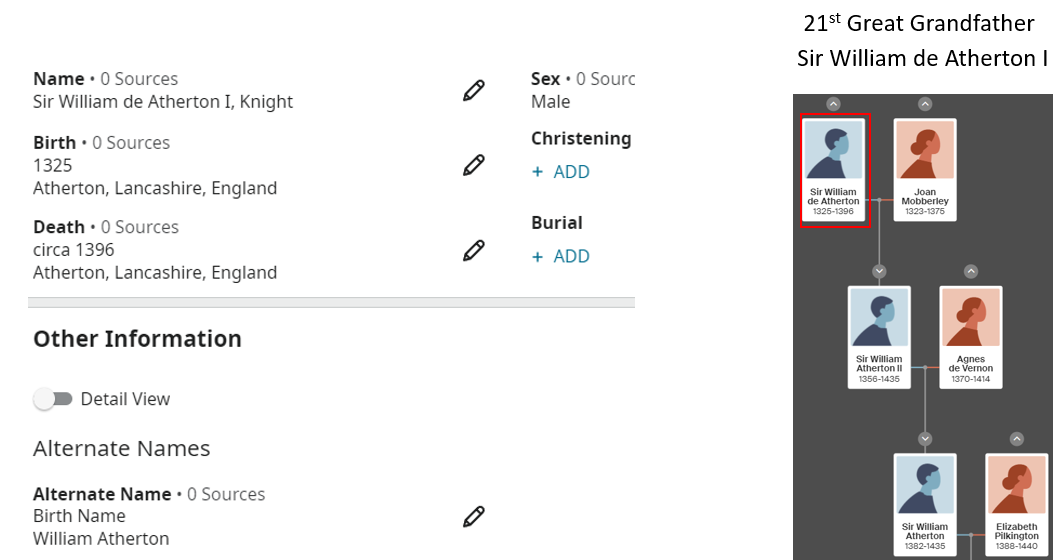 21st Great Grandfather
Sir William de Atherton I
Name • 0 Sources
Sir William de Atherton I, Knight
Sex • 0 Sourc
Male
Birth • 0 Sources
1325
Atherton, Lancashire, England
Christening
+ ADD
Death • 0 Sources
circa 1396
Atherton, Lancashire, England
Burial
+ ADD
Other Information
Detail View
Alternate Names
Alternate Name • 0 Sources
Birth Name
William Atherton
Sir William
de Atherton
1325-1396
Joan
Mobberley
1323-1375
Sir William
Atherton II
1356-1435
Agnes
de Vernon
1370-1414
Sir William
Atherton
1382-1435
Elizabeth
Pilkington
1388-1440